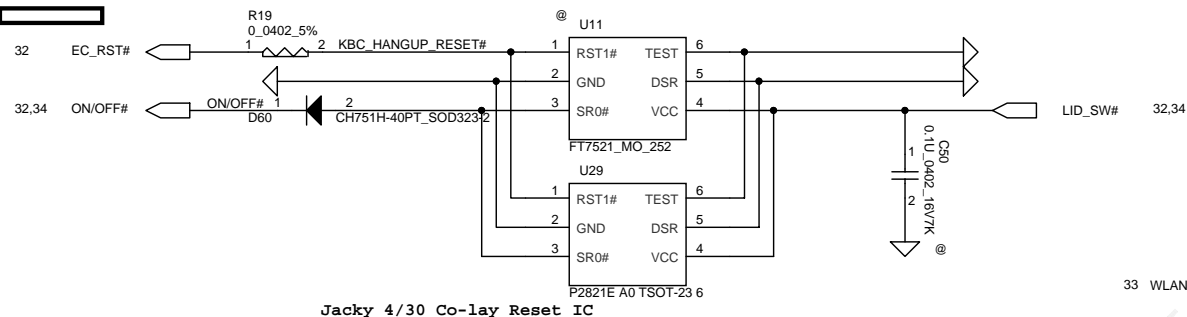 R19
0_0402_5%
@
U11
32 EC_RST# 1 2 KBC_HANGUP_RESET# 1 RST1# TEST 6
2 GND DSR 5
32,34 ON/OFF# ON/OFF# 1 2 3 SR0# VCC 4 LID_SW# 32,34
D60 CH751H-40PT_SOD323-2
FT7521_MO_252
C50
0.1U_0402_16V7K
1
2
@
U29
1 RST1# TEST 6
2 GND DSR 5
3 SR0# VCC 4
P2821E A0 TSOT-23 6
33 WLAN
Jacky 4/30 Co-lay Reset IC